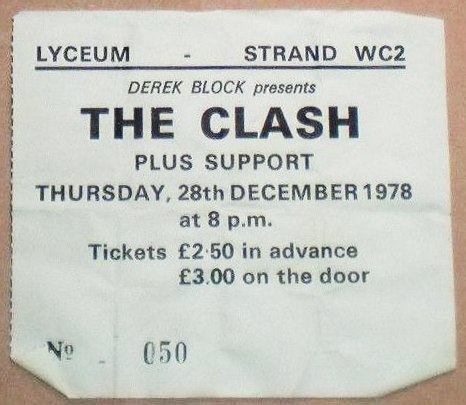 LYCEUM - STRAND WC2
DEREK BLOCK presents
THE CLASH
PLUS SUPPORT
THURSDAY, 28th DECEMBER 1978
at 8 p.m.
Tickets £2·50 in advance
£3.00 on the door
Nº - 050